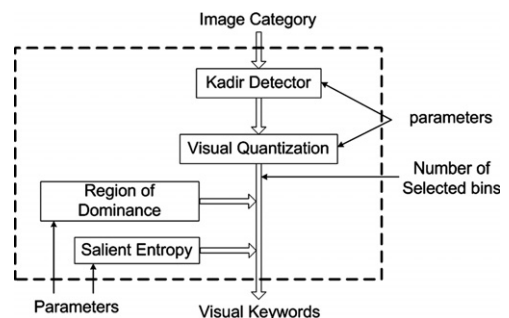 Image Category
Kadir Detector
parameters
Visual Quantization
Number of
Selected bins
Region of
Dominance
Salient Entropy
Parameters
Visual Keywords